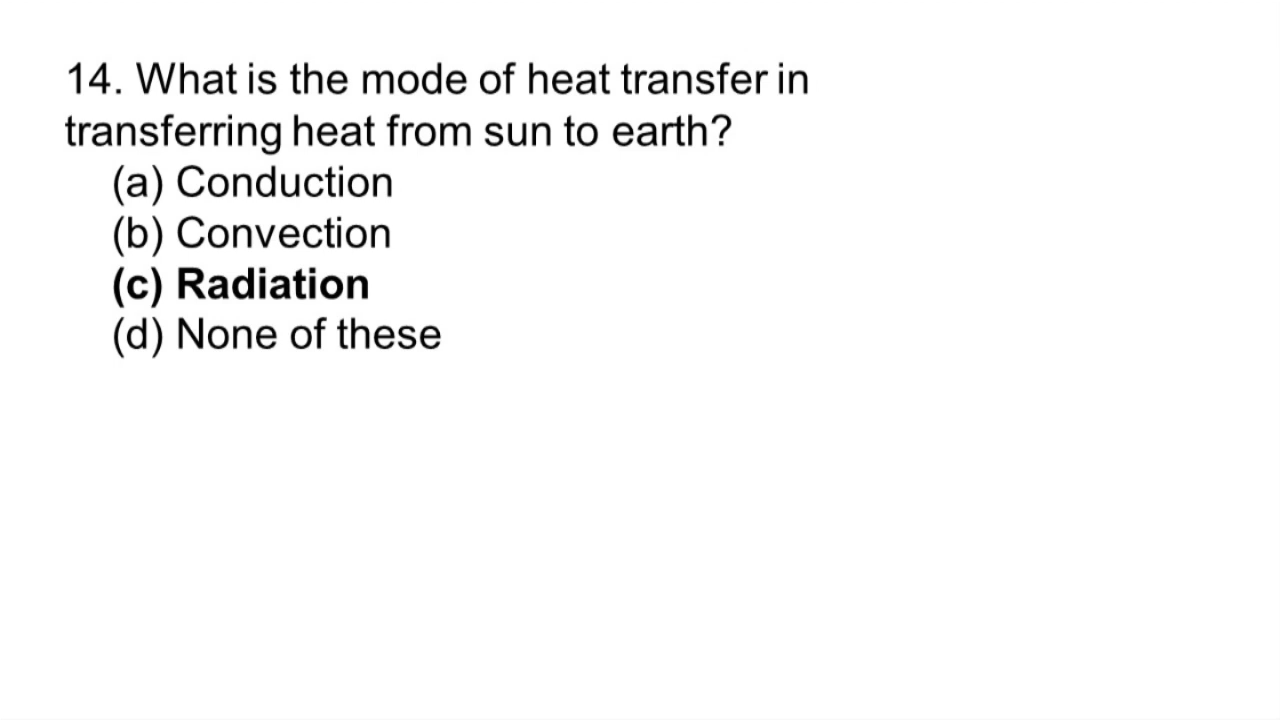 14. What is the mode of heat transfer in
transferring heat from sun to earth?
(a) Conduction
(b) Convection
(c) Radiation
(d) None of these